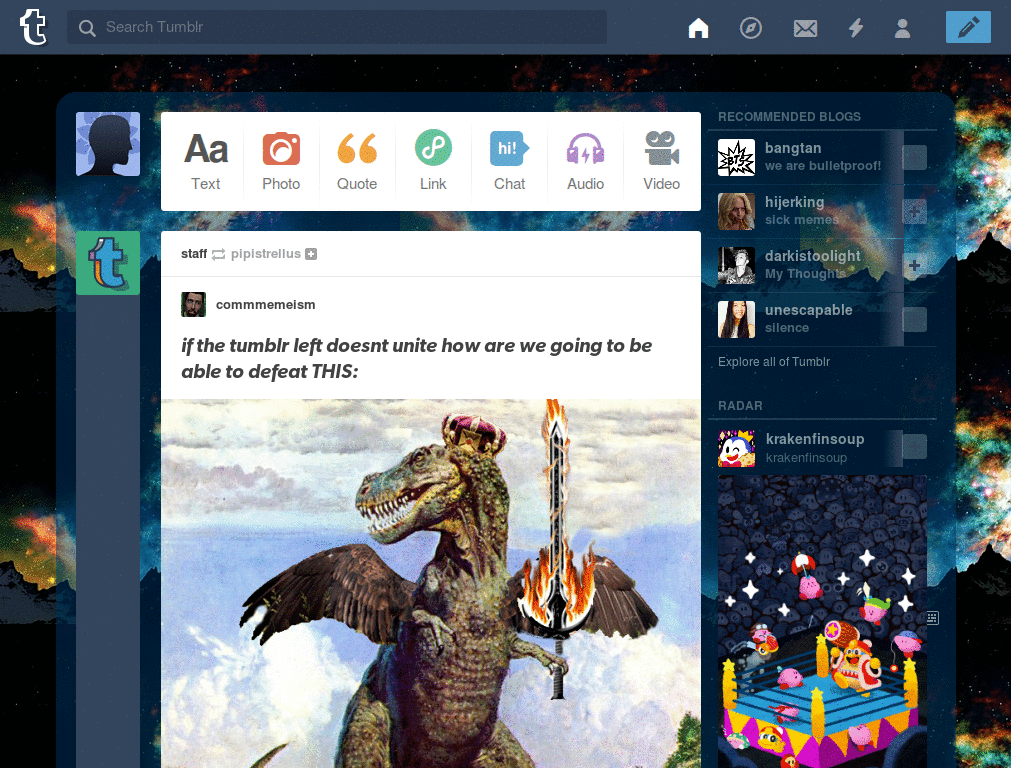 Search Tumblr
Aa
Text
Photo
Quote
Link
hi!
Chat
Audio
Video
RECOMMENDED BLOGS
BTS
bangtan
we are bulletproof!
hijerking
sick memes
darkistoolight
My Thoughts
unescapable
silence
Explore all of Tumblr
RADAR
krakenfinsoup
krakenfinsoup
t
staff pipistrellus
commmemeism
if the tumblr left doesnt unite how are we going to be
able to defeat THIS: